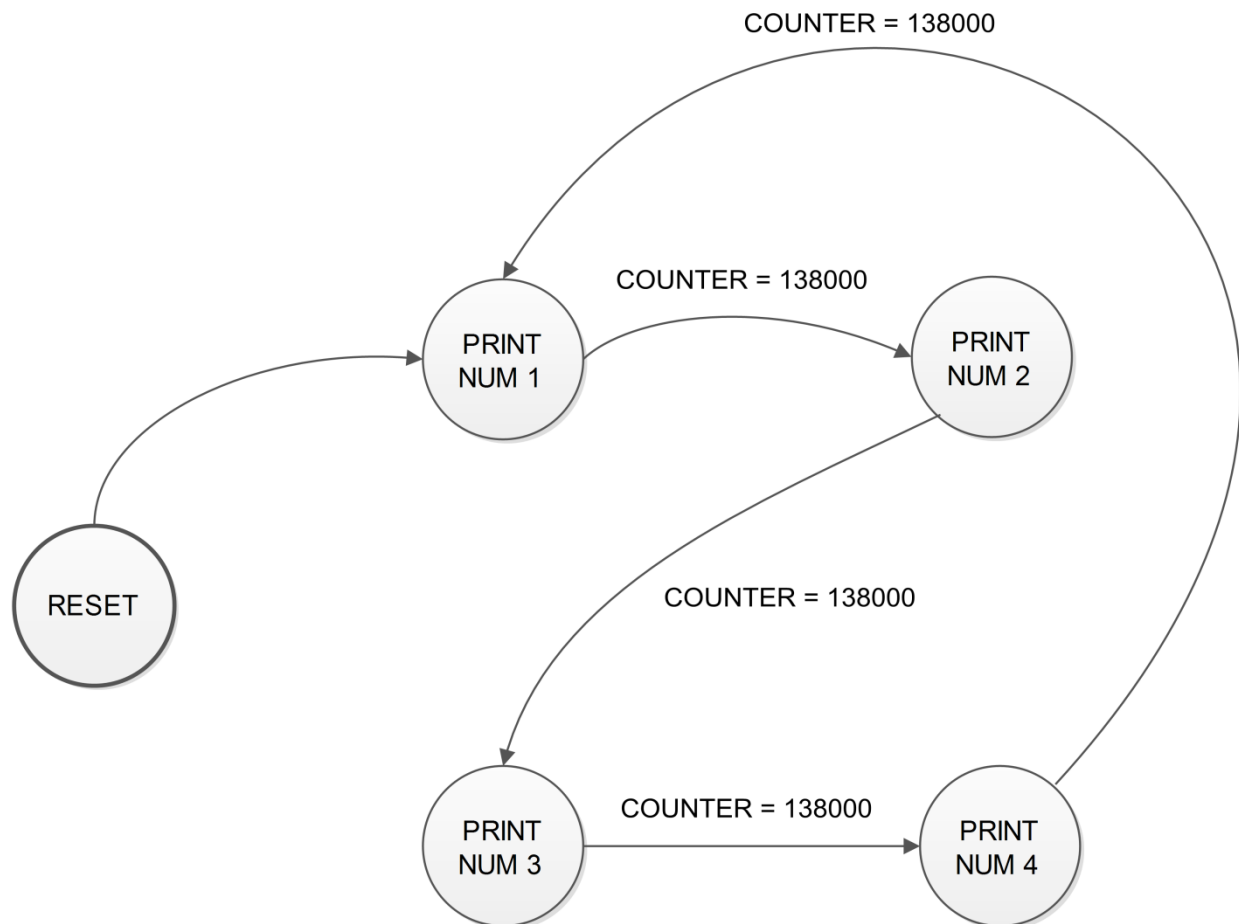 COUNTER = 138000
COUNTER = 138000
PRINT
NUM 1
PRINT
NUM 2
RESET
COUNTER = 138000
COUNTER = 138000
PRINT
NUM 3
PRINT
NUM 4